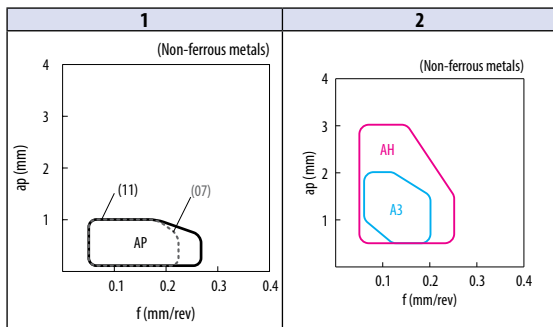 1
(Non-ferrous metals)
4
3
2
1
ap (mm)
(11)
(07)
AP
0.1
0.2
0.3
0.4
f (mm/rev)
2
(Non-ferrous metals)
4
3
2
1
ap (mm)
AH
A3
0.1
0.2
0.3
0.4
f (mm/rev)